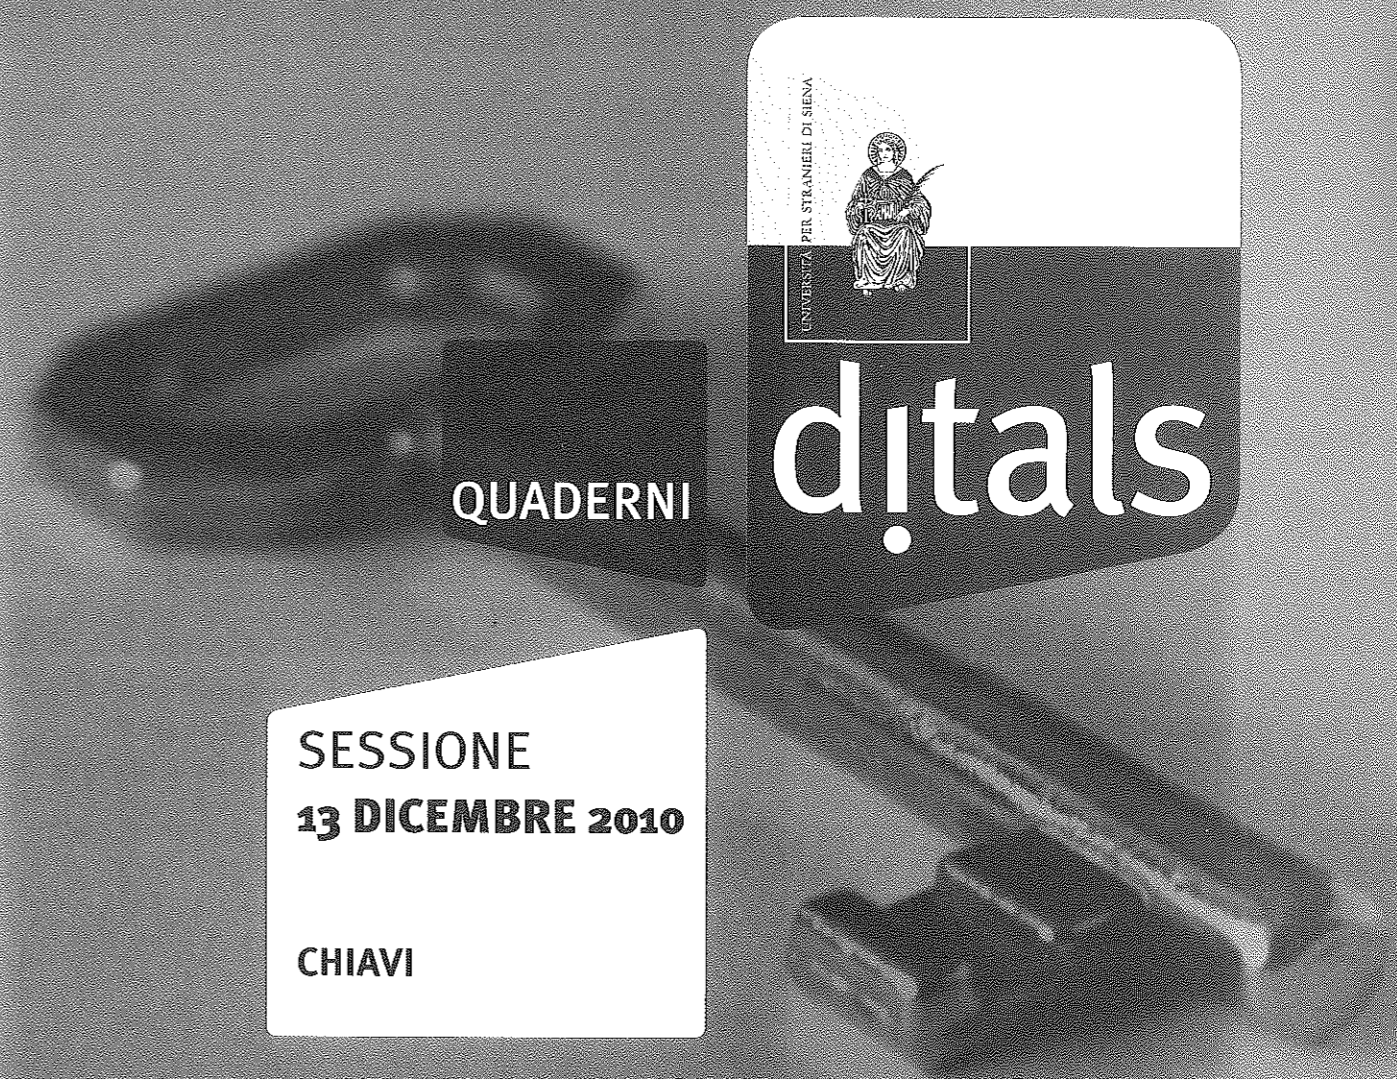 UNIVERSITÀ PER STRANIERI DI SIENA
ditals
QUADERNI
SESSIONE
13 DICEMBRE 2010
CHIAVI